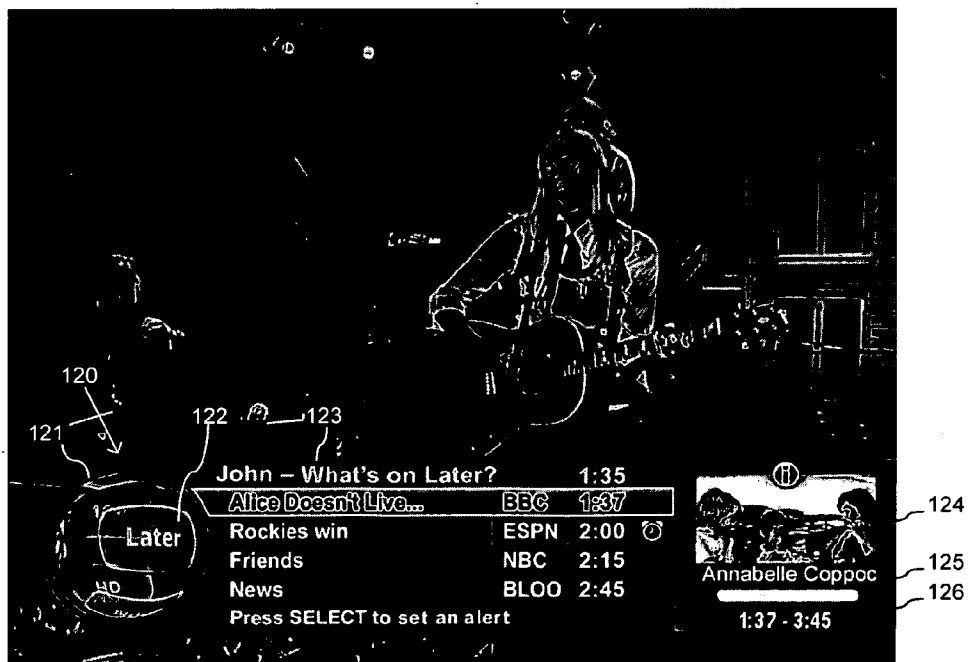 120
121
122
123
John – What's on Later? 1:35
Alice Doesn't Live... BBC 1:37
Rockies win ESPN 2:00
Friends NBC 2:15
News BLOO 2:45
Press SELECT to set an alert
Later
HD
Annabelle Coppoc
1:37 - 3:45
124
125
126